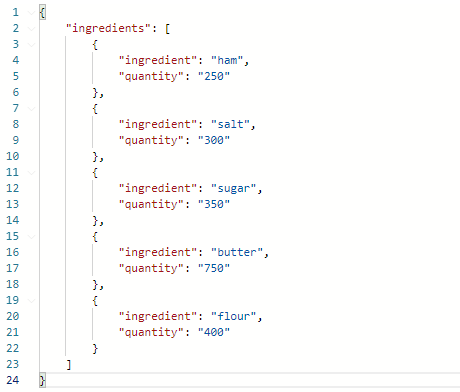 1 {
2     "ingredients": [
3         {
4             "ingredient": "ham",
5             "quantity": "250"
6         },
7         {
8             "ingredient": "salt",
9             "quantity": "300"
10         },
11         {
12             "ingredient": "sugar",
13             "quantity": "350"
14         },
15         {
16             "ingredient": "butter",
17             "quantity": "750"
18         },
19         {
20             "ingredient": "flour",
21             "quantity": "400"
22         }
23     ]
24 }